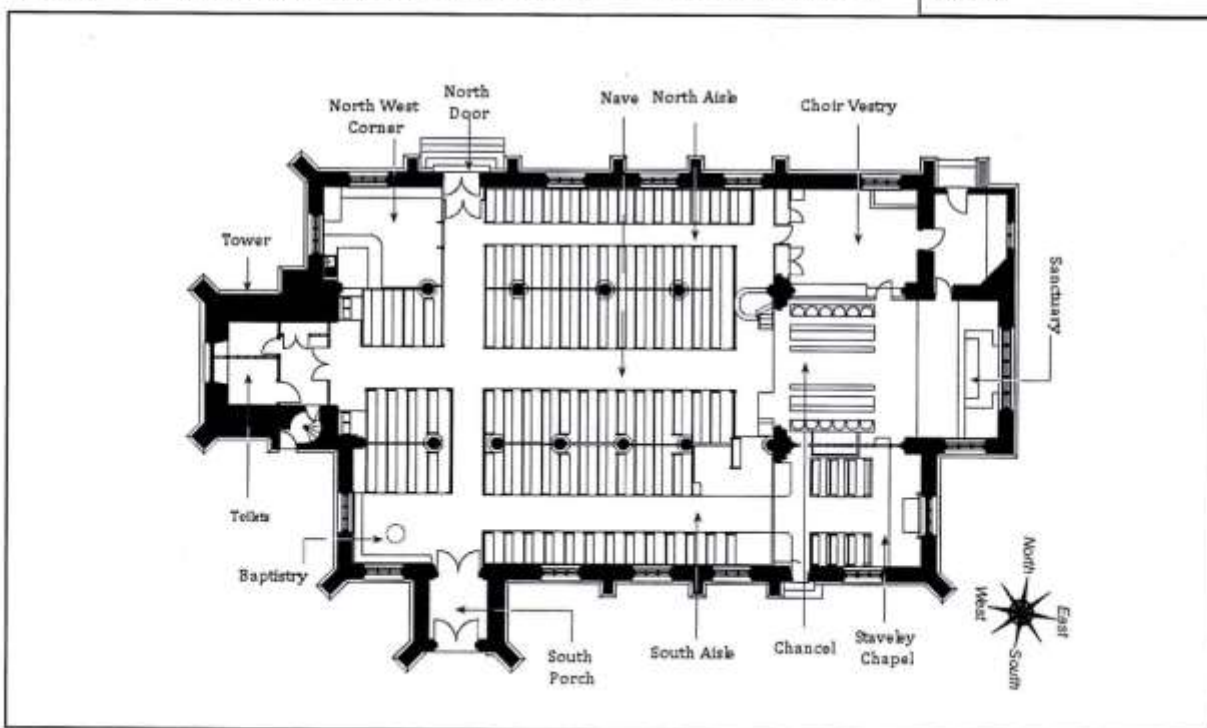 North
Door
North West
Corner
Nave
North Aisle
Choir Vestry
Tower
Sanctuary
Toilets
Baptistry
South
Porch
South Aisle
Chancel
Staveley
Chapel
North
East
West
South